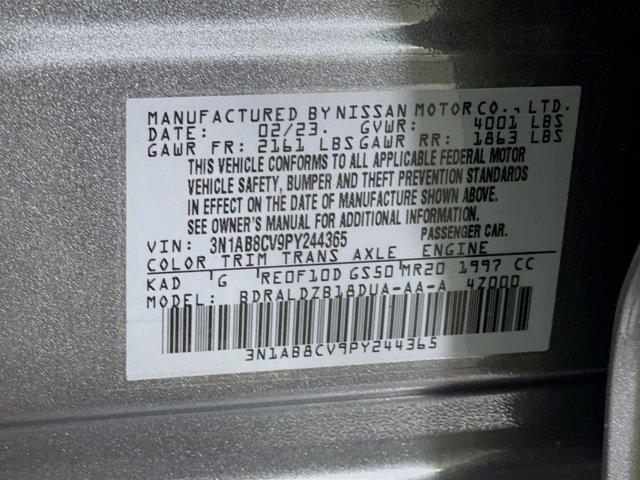 MANUFACTURED BY NISSAN MOTOR CO., LTD.
DATE: 02/23. GVWR: 4001 LBS
GAWR FR: 2161 LBS GAWR RR: 1863 LBS
THIS VEHICLE CONFORMS TO ALL APPLICABLE FEDERAL MOTOR
VEHICLE SAFETY, BUMPER AND THEFT PREVENTION STANDARDS
IN EFFECT ON THE DATE OF MANUFACTURE SHOWN ABOVE.
SEE OWNER'S MANUAL FOR ADDITIONAL INFORMATION.
VIN: 3N1AB8CV9PY244365 PASSENGER CAR.
COLOR TRIM TRANS AXLE ENGINE
KAD G RE0F10D GS50 MR20 1997 CC
MODEL: BDRALDZB18DUA-AA-A 4Z000
3N1AB8CV9PY244365